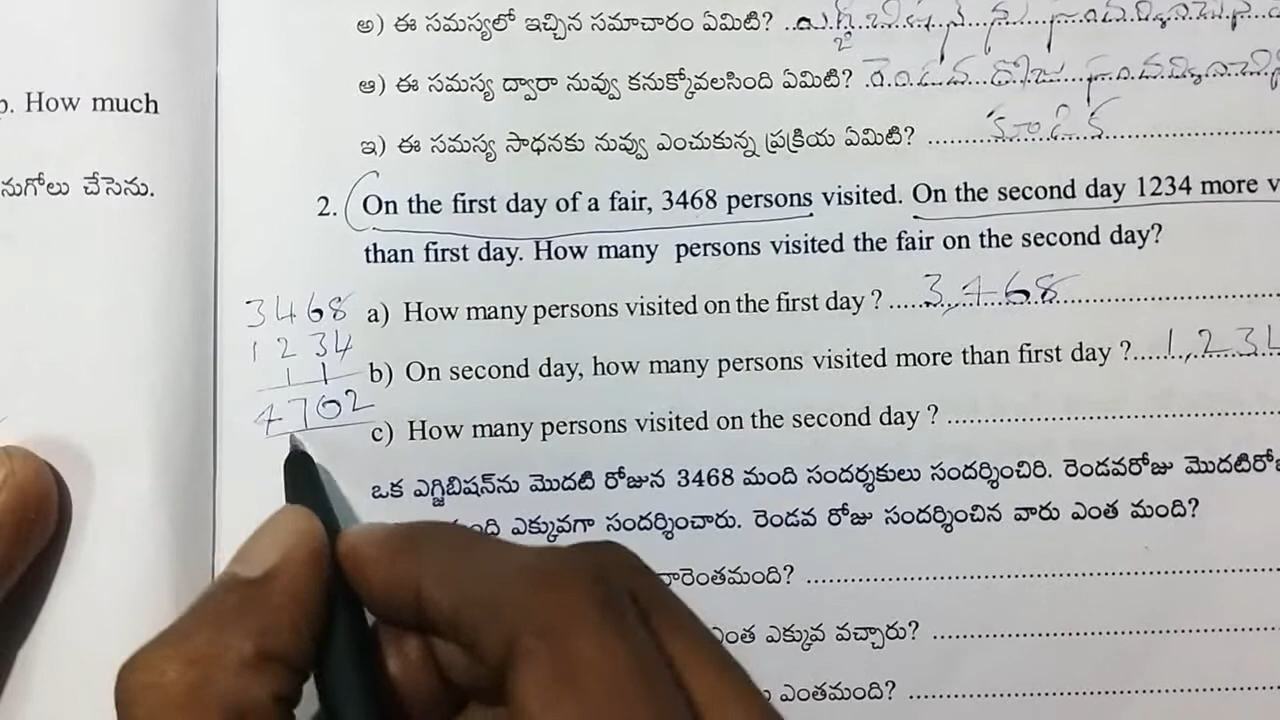 అ) ఈ సమస్యలో ఇచ్చిన సమాచారం ఏమిటి?
ఆ) ఈ సమస్య ద్వారా నువ్వు కనుక్కోవలసింది ఏమిటి? రెండవ రోజు
ఇ) ఈ సమస్య సాధనకు నువ్వు ఎంచుకున్న ప్రక్రియ ఏమిటి? కూడిక
. How much
నుగోలు చేసెను.
2. On the first day of a fair, 3468 persons visited. On the second day 1234 more v
than first day. How many persons visited the fair on the second day?
a) How many persons visited on the first day ? 3,468
b) On second day, how many persons visited more than first day ? 1,234
c) How many persons visited on the second day ?
3468
1234
1 1
4702
ఒక ఎగ్జిబిషన్‌ను మొదటి రోజున 3468 మంది సందర్శకులు సందర్శించిరి. రెండవరోజు మొదటిరో
ఎక్కువగా సందర్శించారు. రెండవ రోజు సందర్శించిన వారు ఎంత మంది?
వారెంతమంది?
ఎంత ఎక్కువ వచ్చారు?
ఎంతమంది?